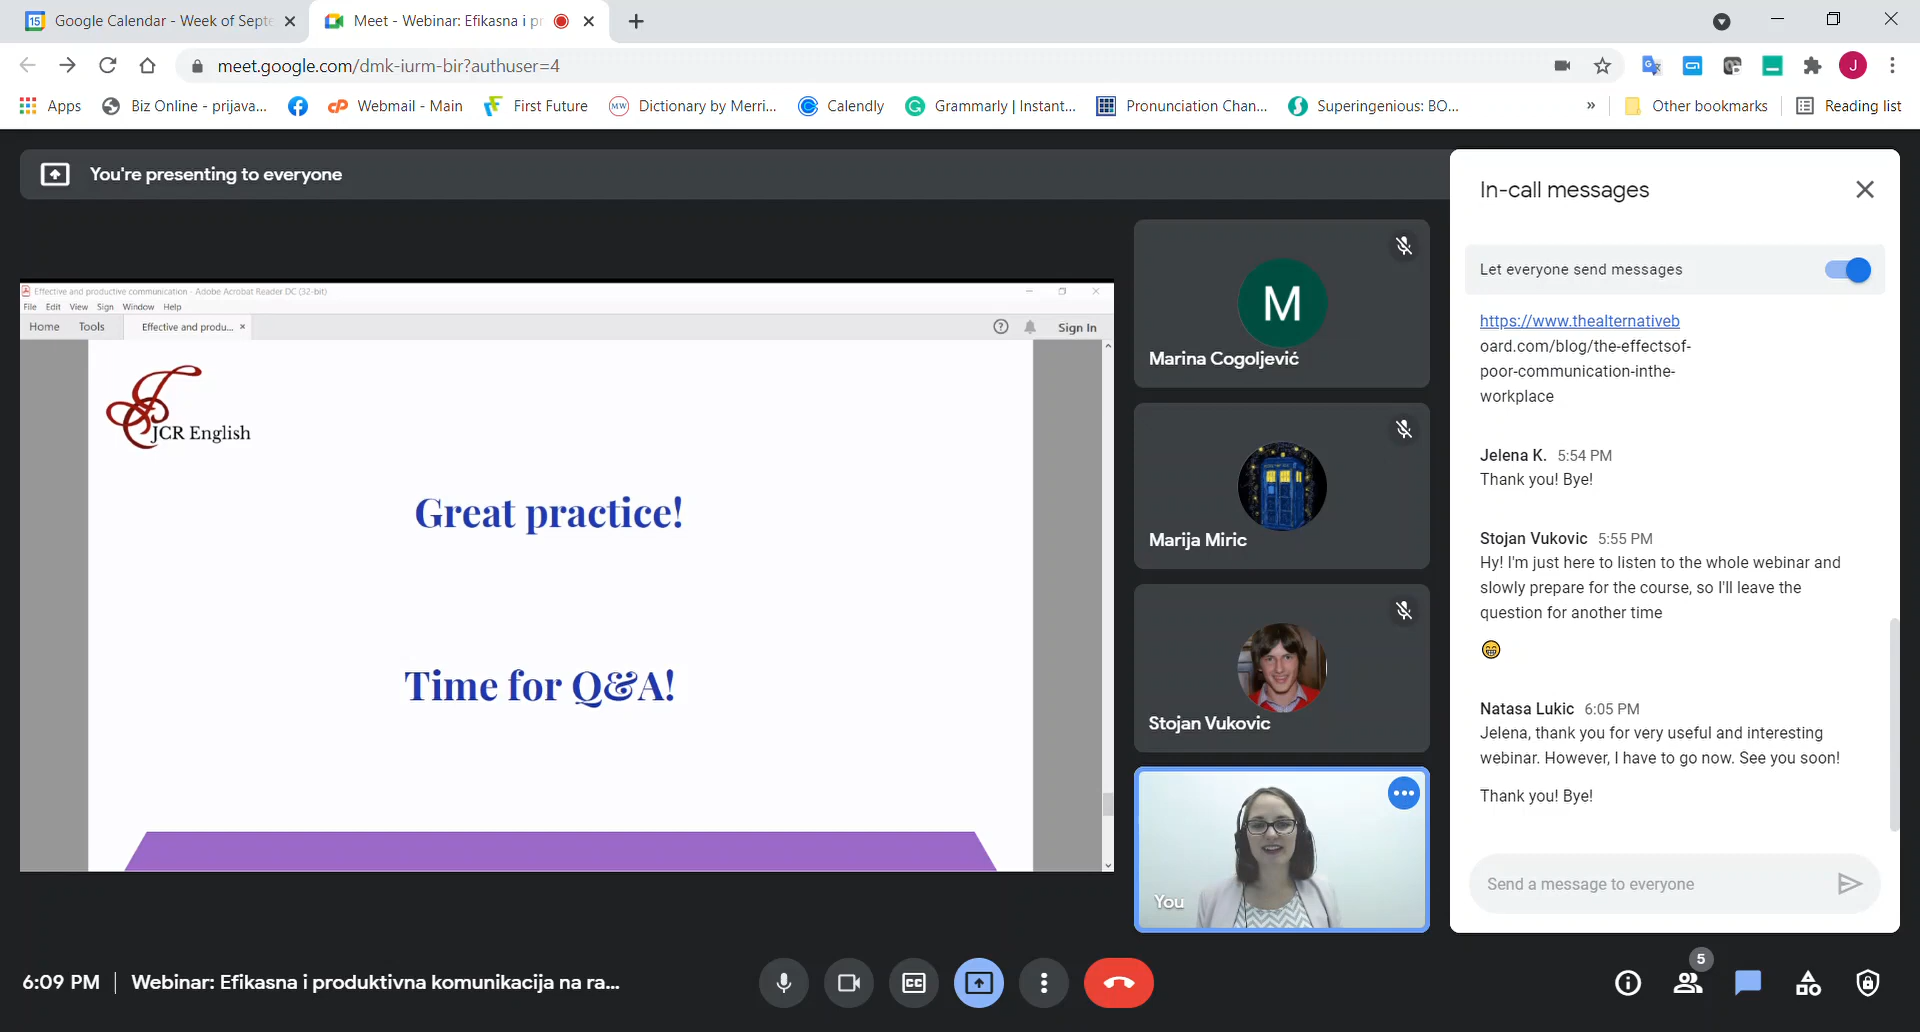 Google Calendar - Week of Septe
Meet - Webinar: Efikasna i pr
meet.google.com/dmk-iurm-bir?authuser=4
J
Apps
Biz Online - prijava...
Webmail - Main
First Future
MW
Dictionary by Merri...
Calendly
Grammarly | Instant...
Pronunciation Chan...
Superingenious: BO...
»
Other bookmarks
Reading list
You're presenting to everyone
Effective and productive communication - Adobe Acrobat Reader DC (32-bit)
File Edit View Sign Window Help
Home Tools Effective and produ... × Sign In
JCR English
Great practice!
Time for Q&A!
M
Marina Cogoljević
Marija Miric
Stojan Vukovic
You
In-call messages
Let everyone send messages
https://www.thealternativeb
oard.com/blog/the-effectsof-
poor-communication-inthe-
workplace
Jelena K. 5:54 PM
Thank you! Bye!
Stojan Vukovic 5:55 PM
Hy! I'm just here to listen to the whole webinar and
slowly prepare for the course, so I'll leave the
question for another time
😁
Natasa Lukic 6:05 PM
Jelena, thank you for very useful and interesting
webinar. However, I have to go now. See you soon!
Thank you! Bye!
Send a message to everyone
6:09 PM | Webinar: Efikasna i produktivna komunikacija na ra...
CC
5